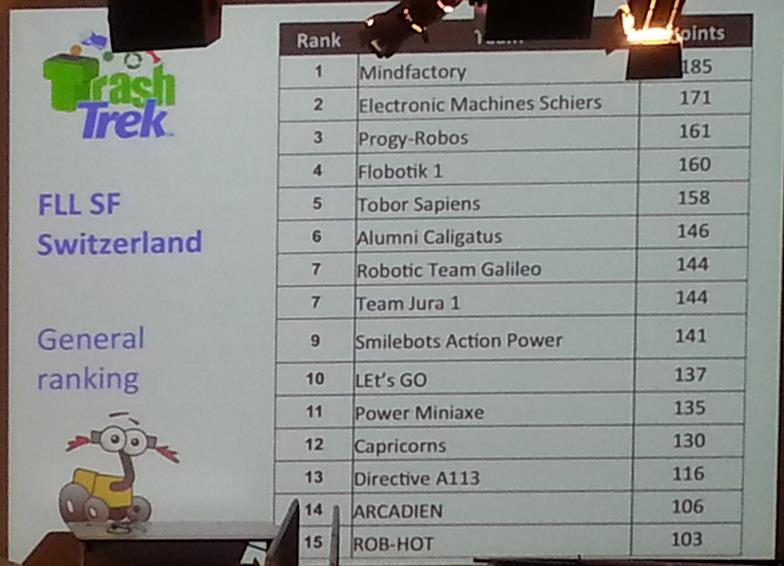 Trash
Trek
FLL SF
Switzerland
General
ranking
Rank Points
1 Mindfactory 185
2 Electronic Machines Schiers 171
3 Progy-Robos 161
4 Flobotik 1 160
5 Tobor Sapiens 158
6 Alumni Caligatus 146
7 Robotic Team Galileo 144
7 Team Jura 1 144
9 Smilebots Action Power 141
10 LEt's GO 137
11 Power Miniaxe 135
12 Capricorns 130
13 Directive A113 116
14 ARCADIEN 106
15 ROB-HOT 103